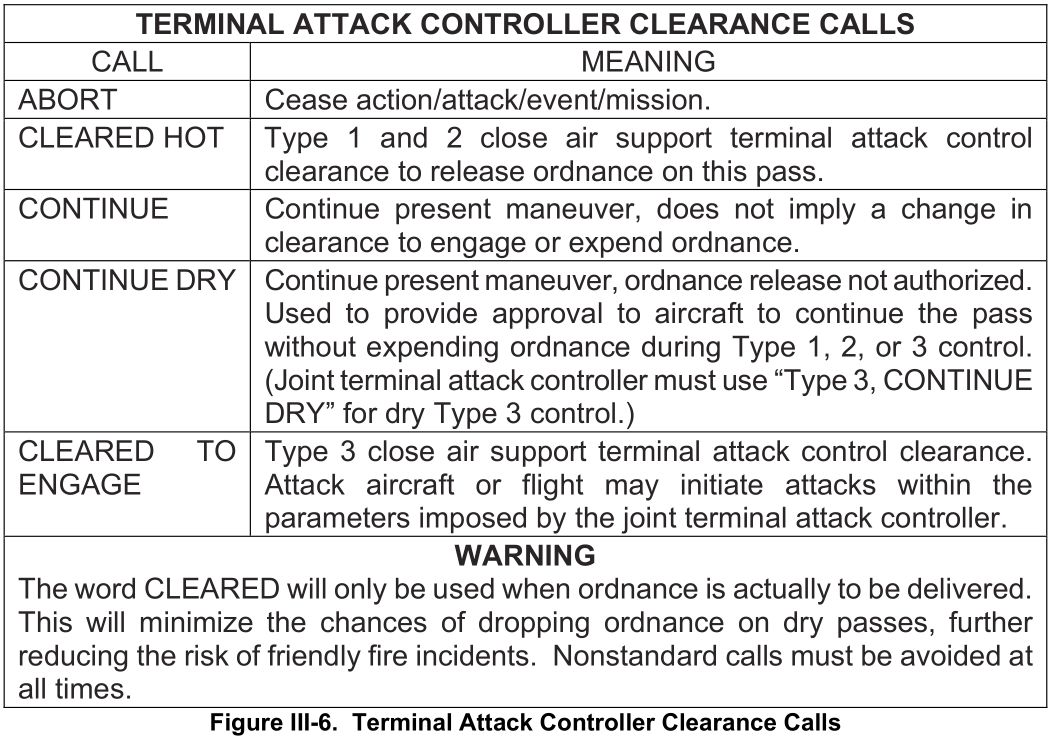 TERMINAL ATTACK CONTROLLER CLEARANCE CALLS
CALL MEANING
ABORT Cease action/attack/event/mission.
CLEARED HOT Type 1 and 2 close air support terminal attack control
clearance to release ordnance on this pass.
CONTINUE Continue present maneuver, does not imply a change in
clearance to engage or expend ordnance.
CONTINUE DRY Continue present maneuver, ordnance release not authorized.
Used to provide approval to aircraft to continue the pass
without expending ordnance during Type 1, 2, or 3 control.
(Joint terminal attack controller must use “Type 3, CONTINUE
DRY” for dry Type 3 control.)
CLEARED TO Type 3 close air support terminal attack control clearance.
ENGAGE Attack aircraft or flight may initiate attacks within the
parameters imposed by the joint terminal attack controller.
WARNING
The word CLEARED will only be used when ordnance is actually to be delivered.
This will minimize the chances of dropping ordnance on dry passes, further
reducing the risk of friendly fire incidents. Nonstandard calls must be avoided at
all times.
Figure III-6. Terminal Attack Controller Clearance Calls